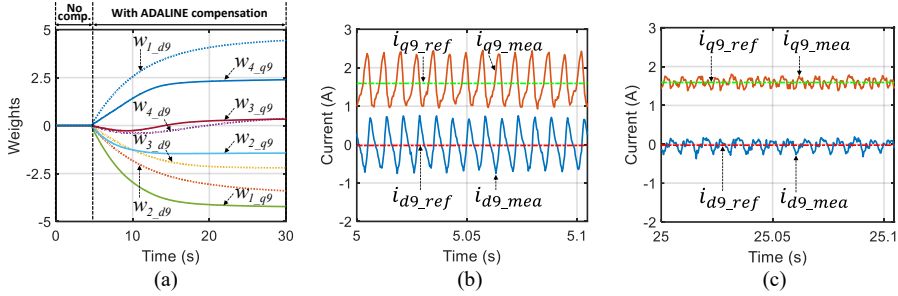 No
comp.
With ADALINE compensation
5
2.5
0
-2.5
-5
Weights
w1_d9
w4_q9
w3_q9
w4_d9
w3_d9
w2_q9
w2_d9
w1_q9
0 10 20 30
Time (s)
(a)
3
2
1
0
-1
-2
Current (A)
iq9_ref iq9_mea
id9_ref id9_mea
5 5.05 5.1
Time (s)
(b)
3
2
1
0
-1
-2
Current (A)
iq9_ref iq9_mea
id9_ref id9_mea
25 25.05 25.1
Time (s)
(c)